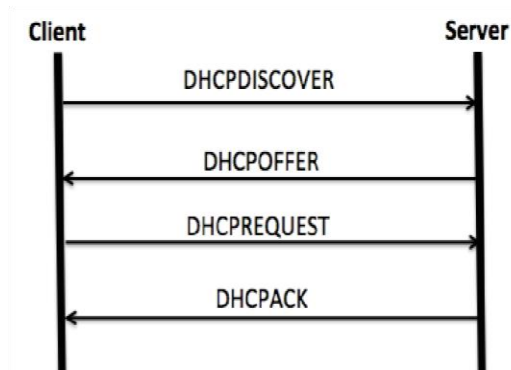 Client
Server
DHCPDISCOVER
DHCPOFFER
DHCPREQUEST
DHCPACK